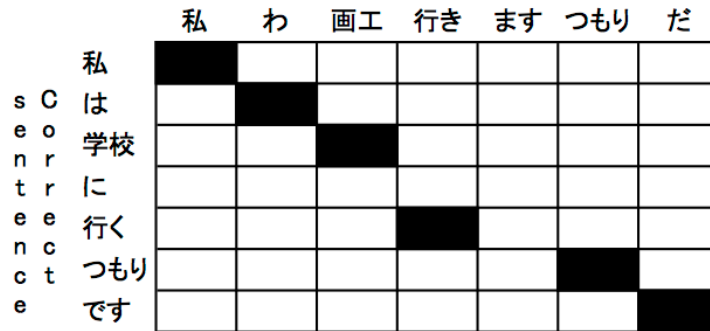 私 わ 画工 行き ます つもり だ
私
は
学校
に
行く
つもり
です
Correct
sentence